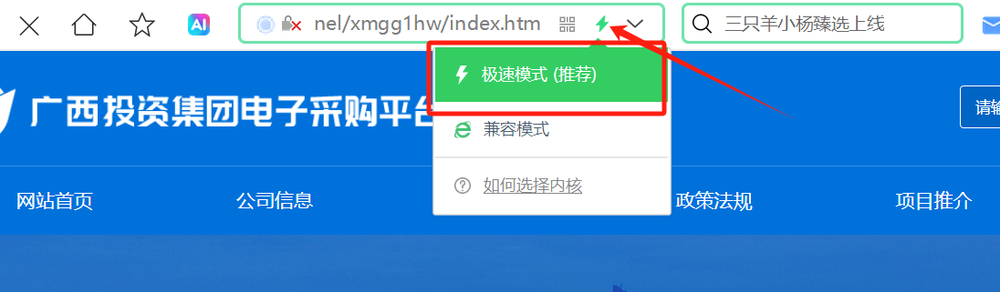 AI
nel/xmgg1hw/index.htm
三只羊小杨臻选上线
极速模式 (推荐)
广西投资集团电子采购平台
请输
兼容模式
如何选择内核
网站首页
公司信息
政策法规
项目推介